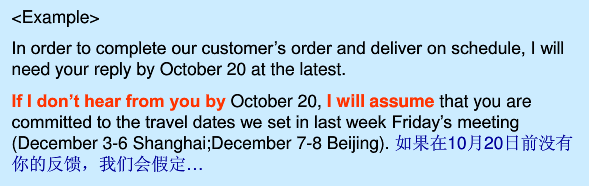 <Example>
In order to complete our customer’s order and deliver on schedule, I will
need your reply by October 20 at the latest.
If I don’t hear from you by October 20, I will assume that you are
committed to the travel dates we set in last week Friday’s meeting
(December 3-6 Shanghai;December 7-8 Beijing). 如果在10月20日前没有
你的反馈，我们会假定…